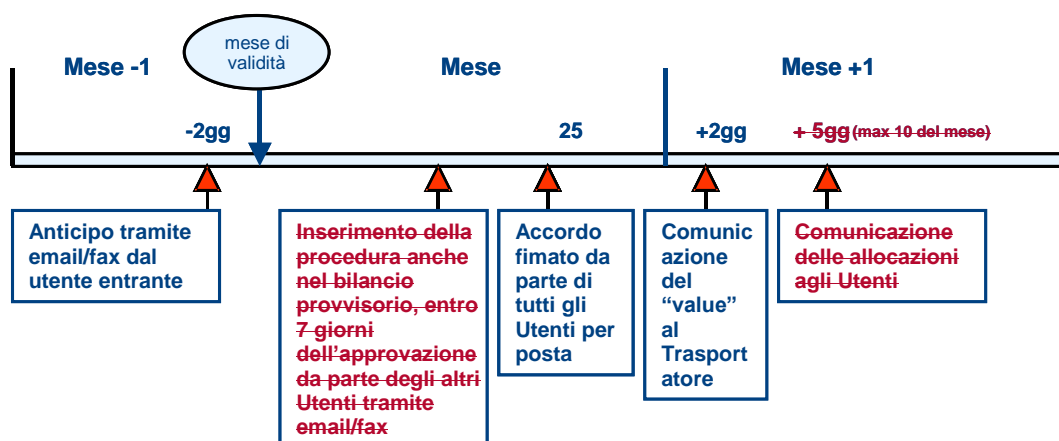 mese di
validità
Mese -1
Mese
Mese +1
-2gg
25
+2gg
+ 5gg (max 10 del mese)
Anticipo tramite
email/fax dal
utente entrante
Inserimento della
procedura anche
nel bilancio
provvisorio, entro
7 giorni
dell’approvazione
da parte degli altri
Utenti tramite
email/fax
Accordo
fimato da
parte di
tutti gli
Utenti per
posta
Comunic
azione
del
“value”
al
Trasport
atore
Comunicazione
delle allocazioni
agli Utenti